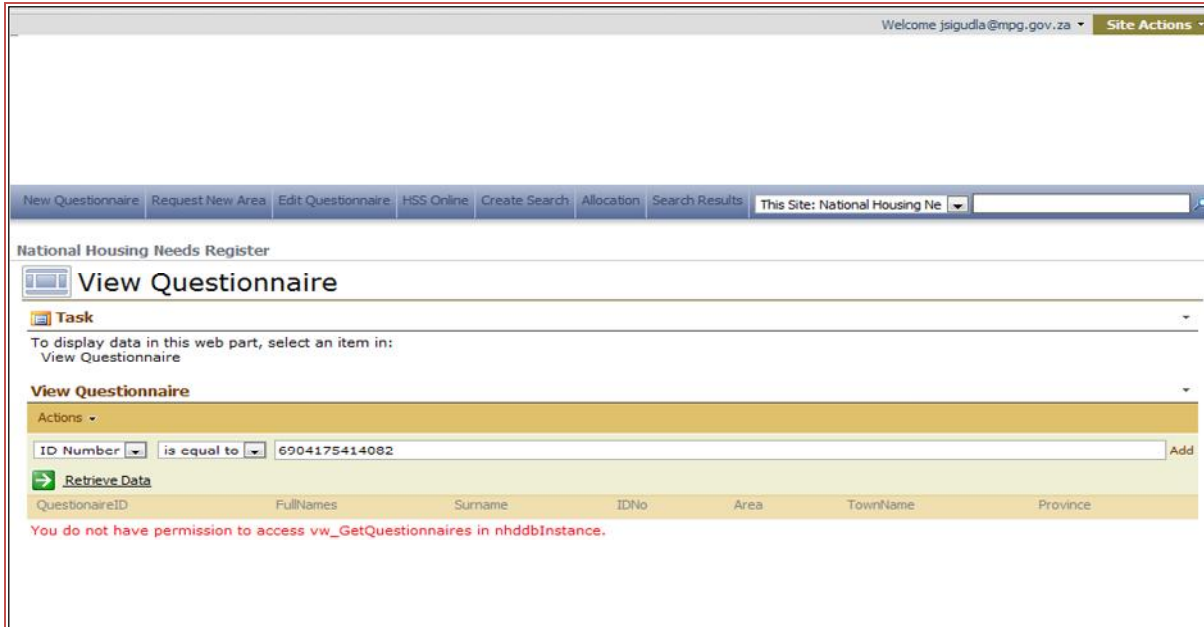 Welcome jsigudla@mpg.gov.za Site Actions
New Questionnaire Request New Area Edit Questionnaire HSS Online Create Search Allocation Search Results This Site: National Housing Ne
National Housing Needs Register
View Questionnaire
Task
To display data in this web part, select an item in:
View Questionnaire
View Questionnaire
Actions
ID Number is equal to 6904175414082 Add
Retrieve Data
QuestionaireID FullNames Surname IDNo Area TownName Province
You do not have permission to access vw_GetQuestionnaires in nhddbInstance.